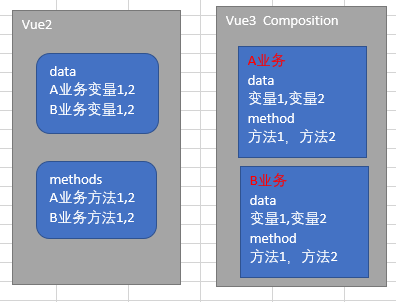 Vue2
data
A业务变量1,2
B业务变量1,2
methods
A业务方法1,2
B业务方法1,2
Vue3 Composition
A业务
data
变量1,变量2
method
方法1，方法2
B业务
data
变量1,变量2
method
方法1，方法2